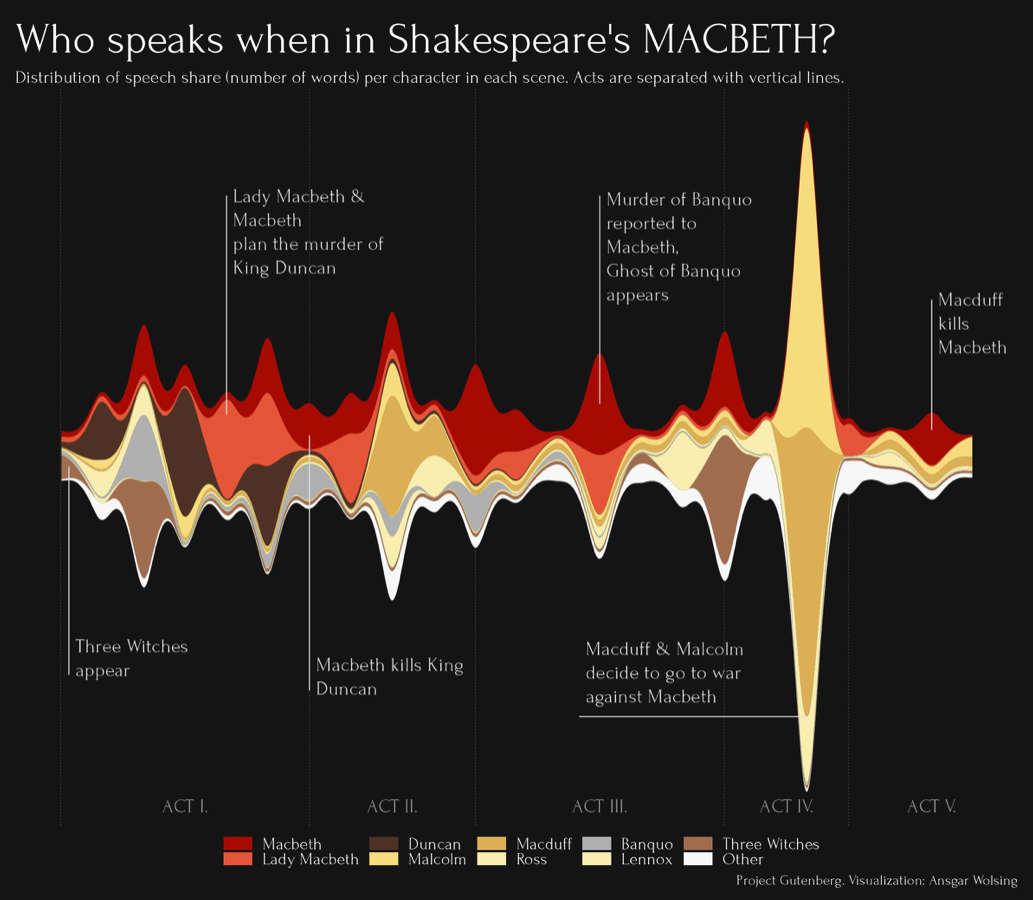 Who speaks when in Shakespeare's MACBETH?
Distribution of speech share (number of words) per character in each scene. Acts are separated with vertical lines.
Lady Macbeth &
Macbeth
plan the murder of
King Duncan
Murder of Banquo
reported to
Macbeth,
Ghost of Banquo
appears
Macduff
kills
Macbeth
Three Witches
appear
Macbeth kills King
Duncan
Macduff & Malcolm
decide to go to war
against Macbeth
ACT I.
ACT II.
ACT III.
ACT IV.
ACT V.
Macbeth
Duncan
Macduff
Banquo
Three Witches
Lady Macbeth
Malcolm
Ross
Lennox
Other
Project Gutenberg. Visualization: Ansgar Wolsing